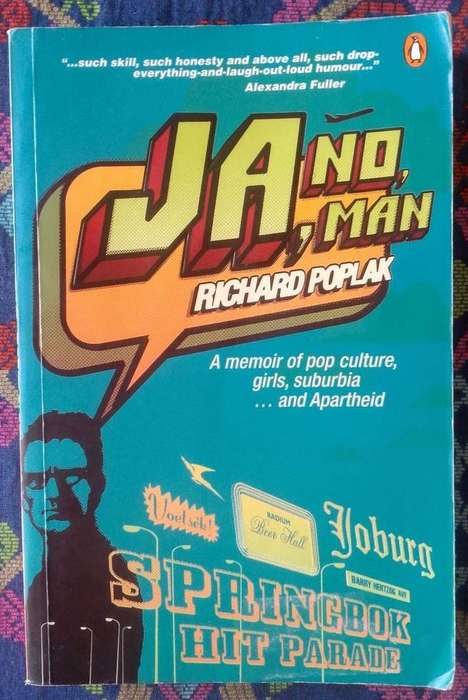 "...such skill, such honesty and above all, such drop-
everything-and-laugh-out-loud humour..."
Alexandra Fuller
JA, NO,
MAN
RICHARD POPLAK
A memoir of pop culture,
girls, suburbia
... and Apartheid
Voetsek!
RADIUM
Beer Hall
Joburg
BARRY HERTZOG AVE
SPRINGBOK
HIT PARADE